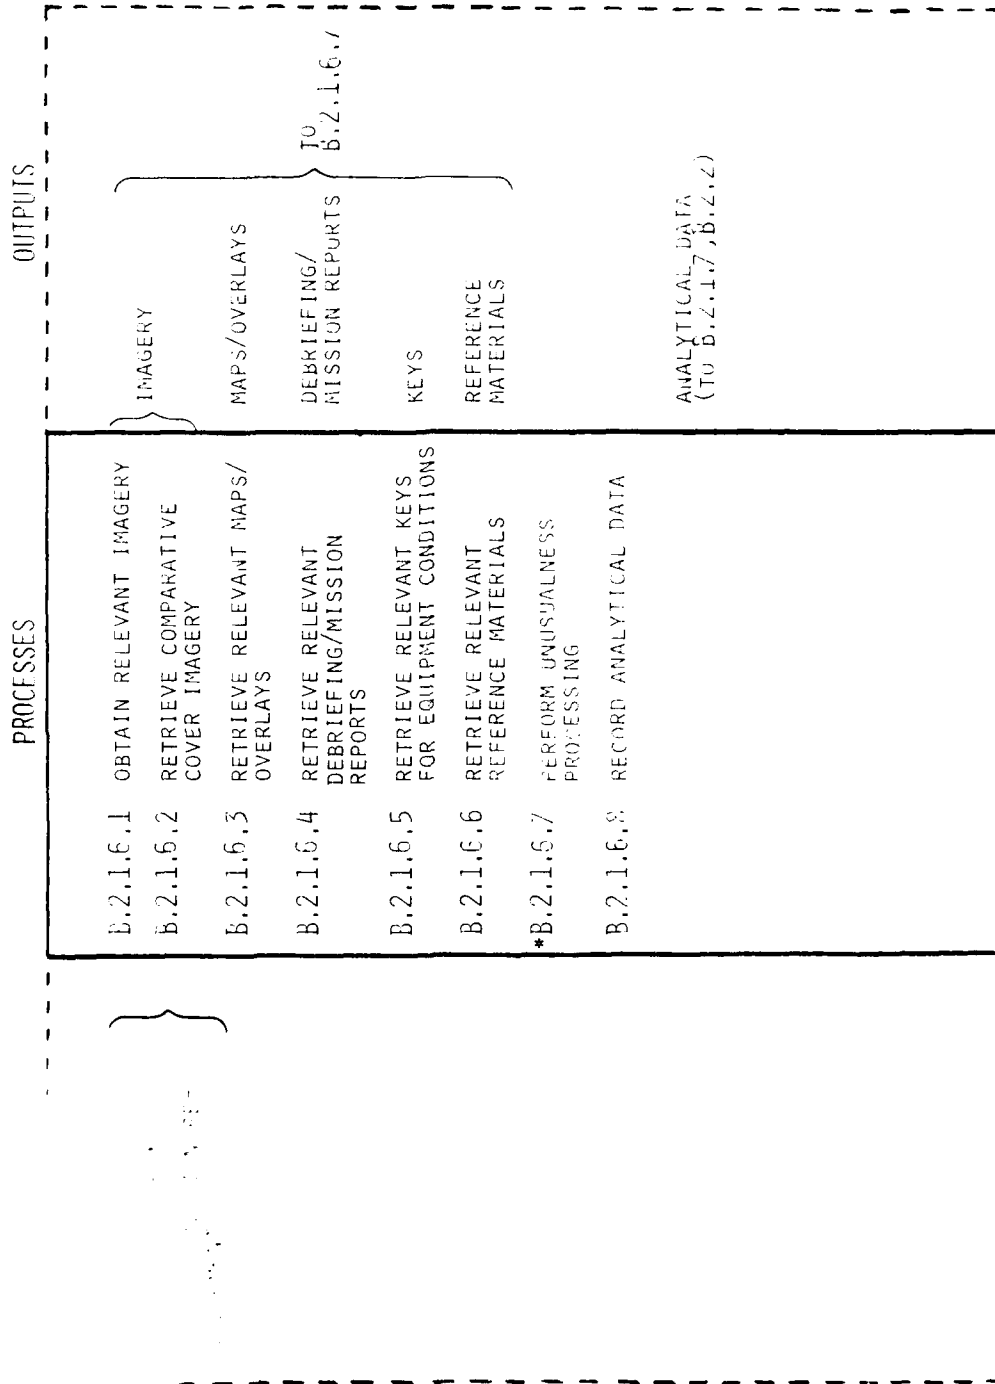 PROCESSES
B.2.1.6.1 OBTAIN RELEVANT IMAGERY
B.2.1.6.2 RETRIEVE COMPARATIVE
COVER IMAGERY
B.2.1.6.3 RETRIEVE RELEVANT MAPS/
OVERLAYS
B.2.1.6.4 RETRIEVE RELEVANT
DEBRIEFING/MISSION
REPORTS
B.2.1.6.5 RETRIEVE RELEVANT KEYS
FOR EQUIPMENT CONDITIONS
B.2.1.6.6 RETRIEVE RELEVANT
REFERENCE MATERIALS
*B.2.1.6.7 PERFORM UNUSUALNESS
PROCESSING
B.2.1.6.8 RECORD ANALYTICAL DATA
OUTPUTS
IMAGERY
MAPS/OVERLAYS
DEBRIEFING/
MISSION REPORTS
KEYS
REFERENCE
MATERIALS
TO
B.2.1.6.7
ANALYTICAL DATA
(TO B.2.1.7,B.2.2)